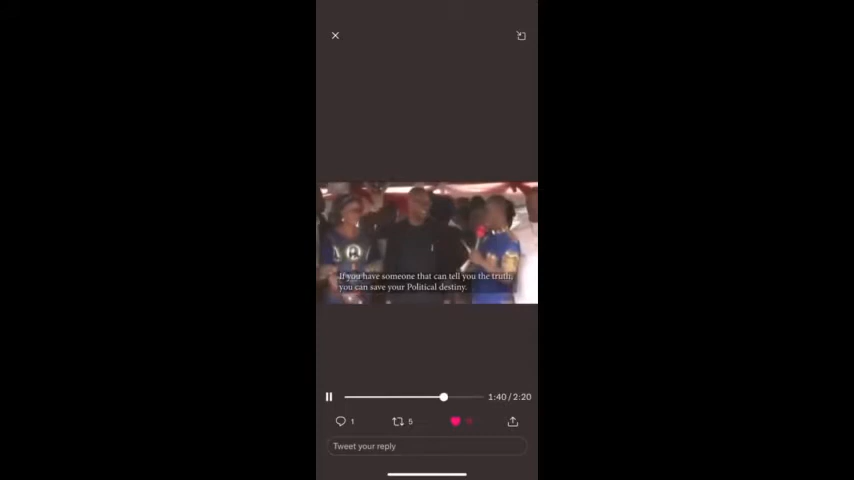 If you have someone that can tell you the truth,
you can save your Political destiny.
1:40/2:20
1
5
Tweet your reply